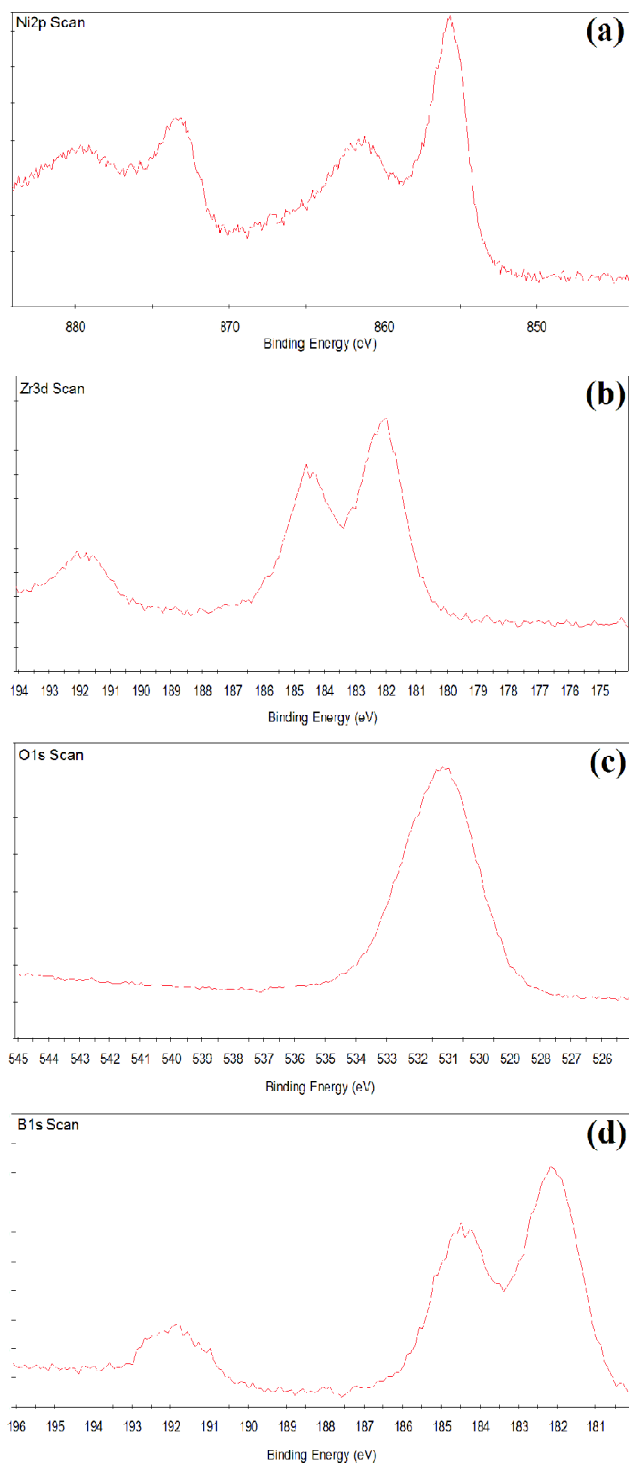 Ni2p Scan
(a)
880 870 860 850
Binding Energy (eV)
Zr3d Scan
(b)
194 193 192 191 190 189 188 187 186 185 184 183 182 181 180 179 178 177 176 175
Binding Energy (eV)
O1s Scan
(c)
545 544 543 542 541 540 539 538 537 536 535 534 533 532 531 530 529 528 527 526
Binding Energy (eV)
B1s Scan
(d)
196 195 194 193 192 191 190 189 188 187 186 185 184 183 182 181
Binding Energy (eV)